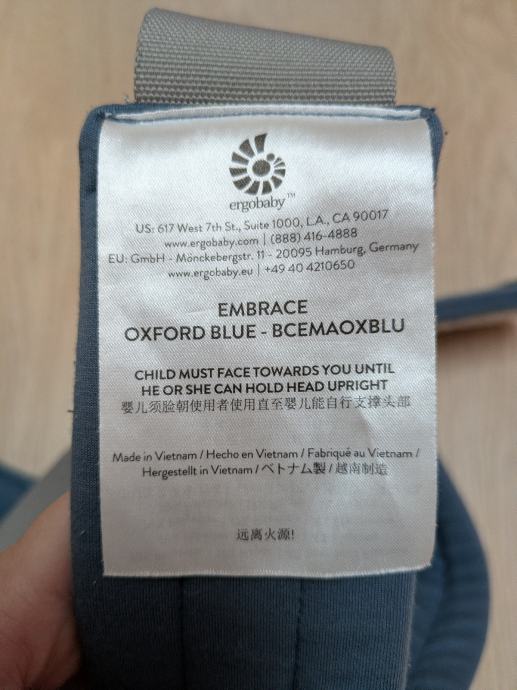 ergobaby™
US: 617 West 7th St., Suite 1000, L.A., CA 90017
www.ergobaby.com | (888) 416-4888
EU: GmbH - Mönckebergstr. 11 - 20095 Hamburg, Germany
www.ergobaby.eu | +49 40 4210650
EMBRACE
OXFORD BLUE - BCEMAOXBLU
CHILD MUST FACE TOWARDS YOU UNTIL
HE OR SHE CAN HOLD HEAD UPRIGHT
婴儿须脸朝使用者使用直至婴儿能自行支撑头部
Made in Vietnam / Hecho en Vietnam / Fabriqué au Vietnam /
Hergestellt in Vietnam / ベトナム製 / 越南制造
远离火源!